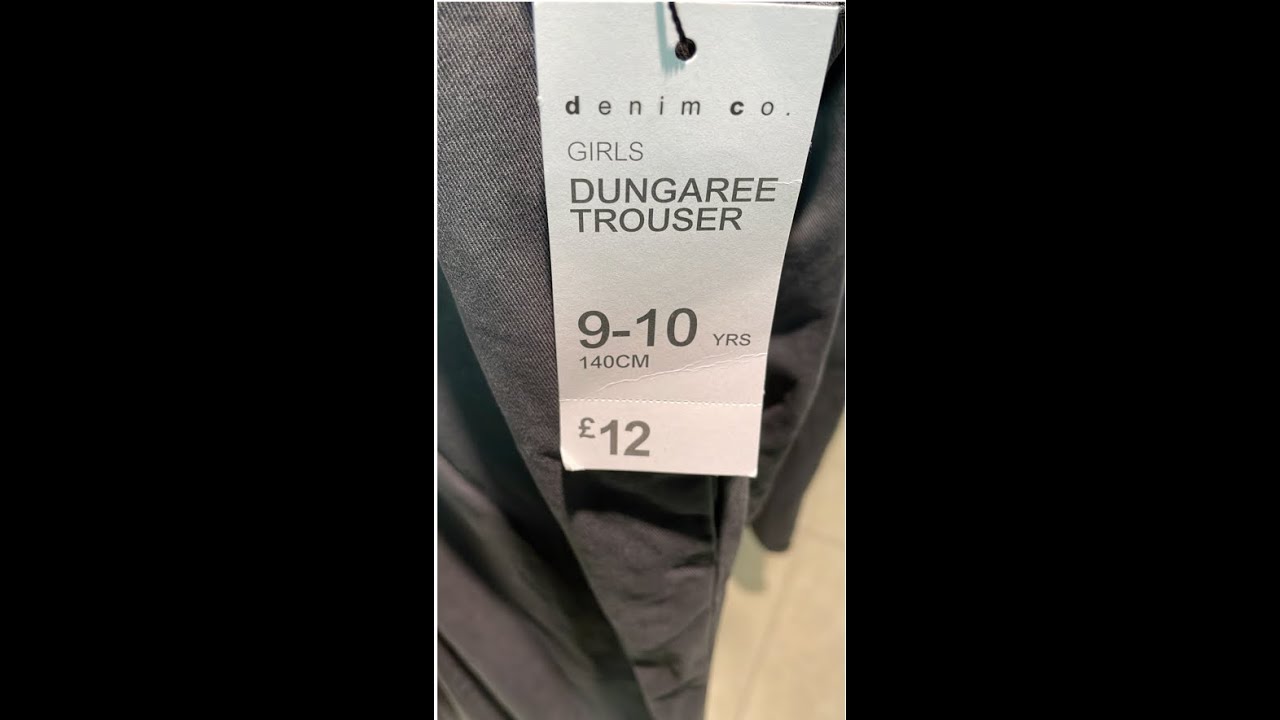 denim co.
GIRLS
DUNGAREE
TROUSER
9-10 YRS
140CM
£12